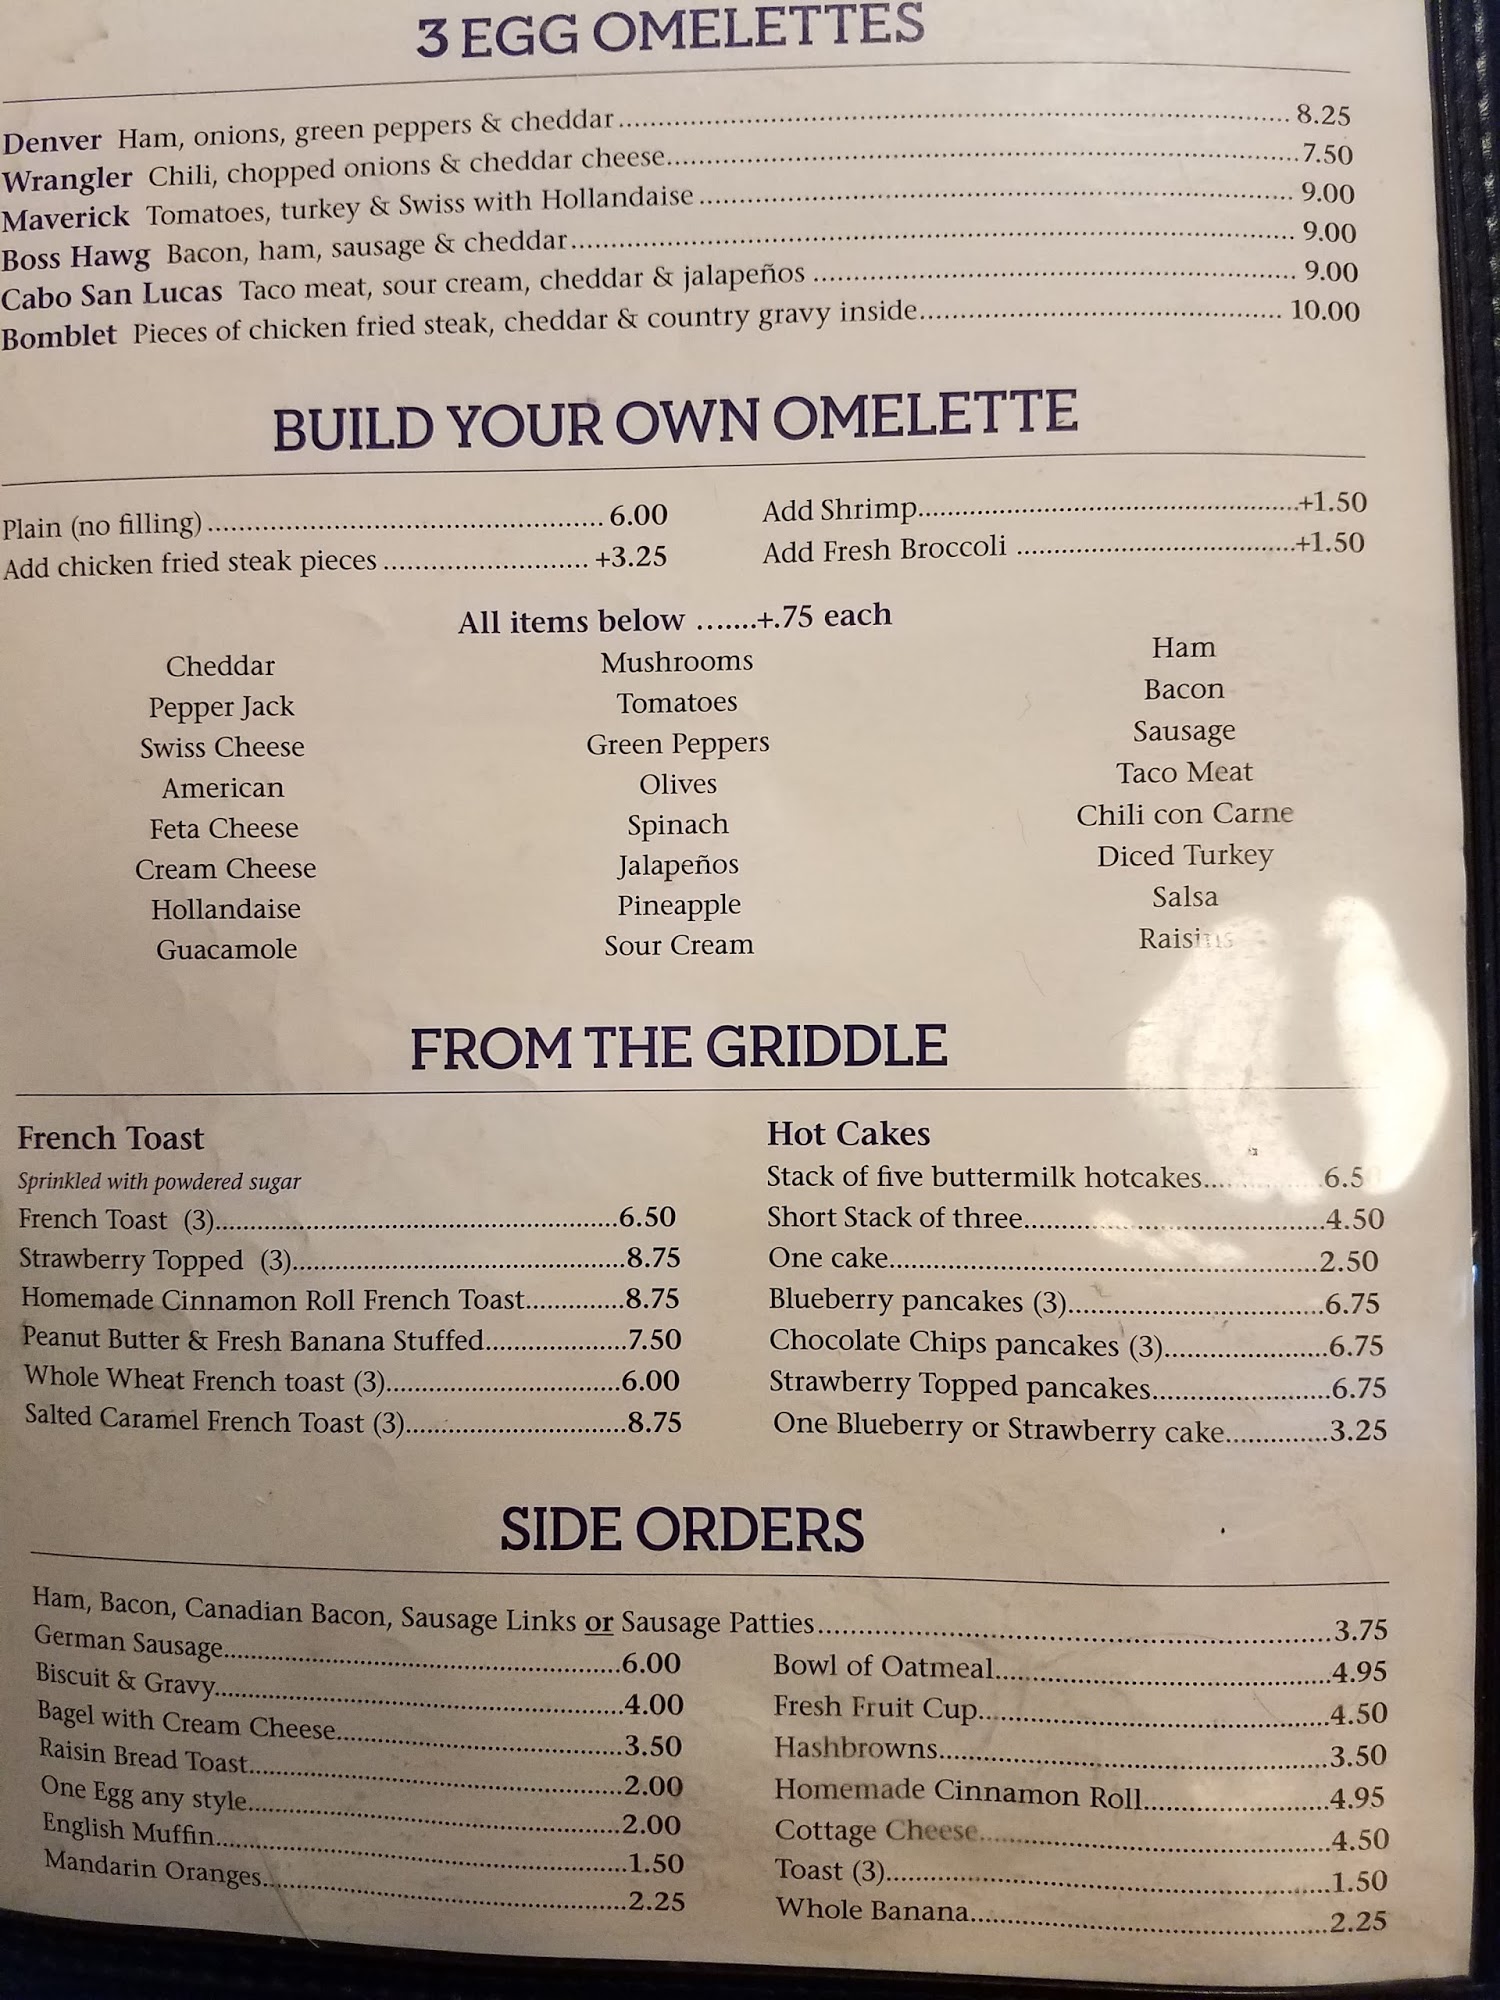 3 EGG OMELETTES
Denver Ham, onions, green peppers & cheddar 8.25
Wrangler Chili, chopped onions & cheddar cheese 7.50
Maverick Tomatoes, turkey & Swiss with Hollandaise 9.00
Boss Hawg Bacon, ham, sausage & cheddar 9.00
Cabo San Lucas Taco meat, sour cream, cheddar & jalapeños 9.00
Bomblet Pieces of chicken fried steak, cheddar & country gravy inside 10.00
BUILD YOUR OWN OMELETTE
Plain (no filling) 6.00
Add chicken fried steak pieces +3.25
Add Shrimp +1.50
Add Fresh Broccoli +1.50
All items below .......+.75 each
Cheddar
Pepper Jack
Swiss Cheese
American
Feta Cheese
Cream Cheese
Hollandaise
Guacamole
Mushrooms
Tomatoes
Green Peppers
Olives
Spinach
Jalapeños
Pineapple
Sour Cream
Ham
Bacon
Sausage
Taco Meat
Chili con Carne
Diced Turkey
Salsa
Raisins
FROM THE GRIDDLE
French Toast
Sprinkled with powdered sugar
French Toast (3) 6.50
Strawberry Topped (3) 8.75
Homemade Cinnamon Roll French Toast 8.75
Peanut Butter & Fresh Banana Stuffed 7.50
Whole Wheat French toast (3) 6.00
Salted Caramel French Toast (3) 8.75
Hot Cakes
Stack of five buttermilk hotcakes 6.50
Short Stack of three 4.50
One cake 2.50
Blueberry pancakes (3) 6.75
Chocolate Chips pancakes (3) 6.75
Strawberry Topped pancakes 6.75
One Blueberry or Strawberry cake 3.25
SIDE ORDERS
Ham, Bacon, Canadian Bacon, Sausage Links or Sausage Patties 3.75
German Sausage 6.00
Biscuit & Gravy 4.00
Bagel with Cream Cheese 3.50
Raisin Bread Toast 2.00
One Egg any style 2.00
English Muffin 1.50
Mandarin Oranges 2.25
Bowl of Oatmeal 4.95
Fresh Fruit Cup 4.50
Hashbrowns 3.50
Homemade Cinnamon Roll 4.95
Cottage Cheese 4.50
Toast (3) 1.50
Whole Banana 2.25